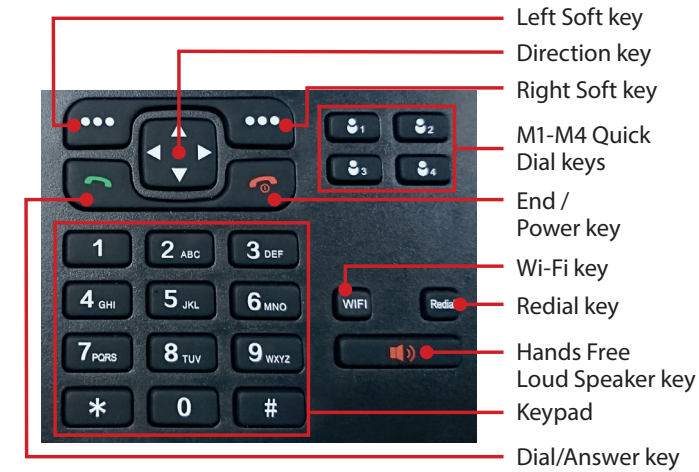 Left Soft key
Direction key
Right Soft key
M1-M4 Quick
Dial keys
End /
Power key
Wi-Fi key
Redial key
Hands Free
Loud Speaker key
Keypad
Dial/Answer key
1 2
3 4
1 2 ABC 3 DEF
4 GHI 5 JKL 6 MNO
7 PQRS 8 TUV 9 WXYZ
* 0 #
WIFI Redial